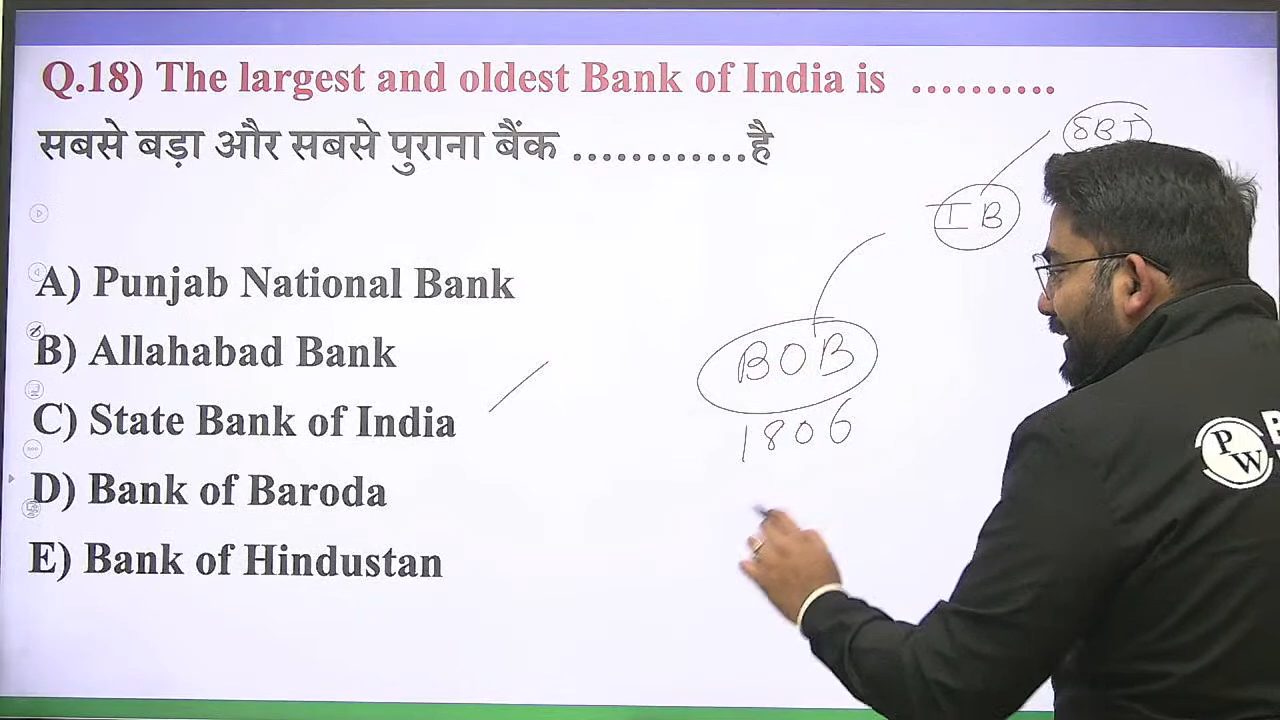 Q.18) The largest and oldest Bank of India is ..........
सबसे बड़ा और सबसे पुराना बैंक ............है
SBI
IB
A) Punjab National Bank
B) Allahabad Bank
BOB
C) State Bank of India
1806
D) Bank of Baroda
E) Bank of Hindustan
PW